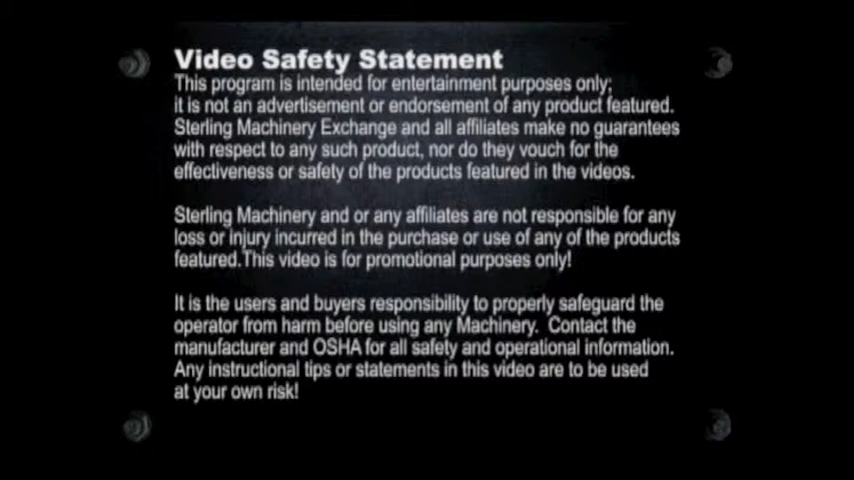 Video Safety Statement
This program is intended for entertainment purposes only;
it is not an advertisement or endorsement of any product featured.
Sterling Machinery Exchange and all affiliates make no guarantees
with respect to any such product, nor do they vouch for the
effectiveness or safety of the products featured in the videos.
Sterling Machinery and or any affiliates are not responsible for any
loss or injury incurred in the purchase or use of any of the products
featured.This video is for promotional purposes only!
It is the users and buyers responsibility to properly safeguard the
operator from harm before using any Machinery. Contact the
manufacturer and OSHA for all safety and operational information.
Any instructional tips or statements in this video are to be used
at your own risk!